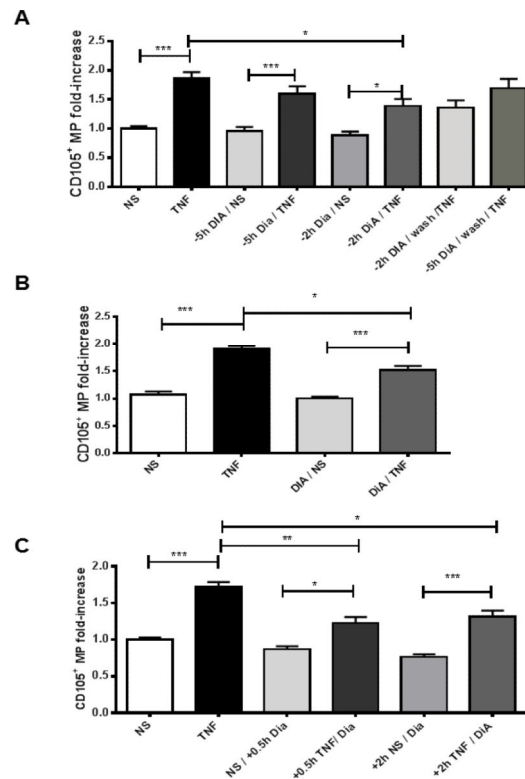 A
*
***
***
*
CD105+ MP fold-increase
2.5
2.0
1.5
1.0
0.5
0.0
NS
TNF
-5h DIA / NS
-5h Dia / TNF
-2h Dia / NS
-2h DiA / TNF
-2h DIA / wash /TNF
-5h DiA / wash / TNF
B
*
***
***
CD105+ MP fold-increase
2.5
2.0
1.5
1.0
0.5
0.0
NS
TNF
DIA / NS
DiA / TNF
C
*
**
***
*
***
CD105+ MP fold-increase
2.0
1.5
1.0
0.5
0.0
NS
TNF
NS / +0.5h Dia
+0.5h TNF/ Dia
+2h NS / Dia
+2h TNF / DiA